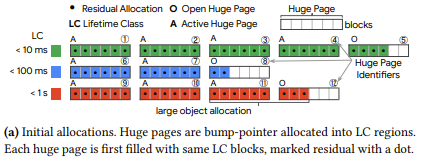 • Residual Allocation O Open Huge Page Huge Page
LC Lifetime Class A Active Huge Page blocks
LC
< 10 ms A ① A ② A ③ A ④ O ⑤
< 100 ms A ⑥ A ⑦ O ⑧ Huge Page Identifiers
< 1 s A ⑨ A ⑩ A ⑪ O ⑫
large object allocation
(a) Initial allocations. Huge pages are bump-pointer allocated into LC regions.
Each huge page is first filled with same LC blocks, marked residual with a dot.